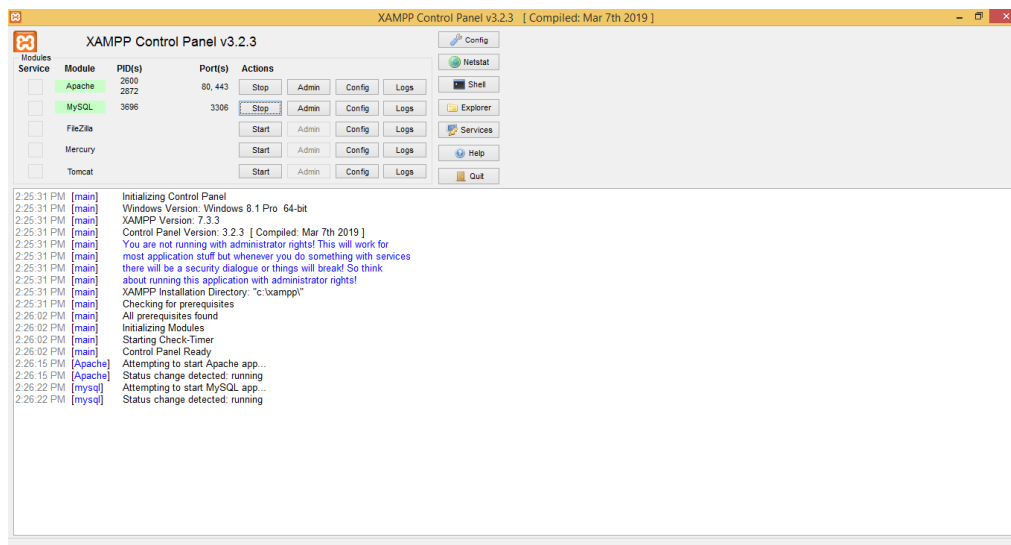 XAMPP Control Panel v3.2.3 [ Compiled: Mar 7th 2019 ]
XAMPP Control Panel v3.2.3
Config
Modules
Service Module PID(s) Port(s) Actions
Netstat
Apache 2600 2872 80, 443 Stop Admin Config Logs
Shell
MySQL 3696 3306 Stop Admin Config Logs
Explorer
FileZilla Start Admin Config Logs
Services
Mercury Start Admin Config Logs
Help
Tomcat Start Admin Config Logs
Quit
2:25:31 PM [main] Initializing Control Panel
2:25:31 PM [main] Windows Version: Windows 8.1 Pro 64-bit
2:25:31 PM [main] XAMPP Version: 7.3.3
2:25:31 PM [main] Control Panel Version: 3.2.3 [ Compiled: Mar 7th 2019 ]
2:25:31 PM [main] You are not running with administrator rights! This will work for
2:25:31 PM [main] most application stuff but whenever you do something with services
2:25:31 PM [main] there will be a security dialogue or things will break! So think
2:25:31 PM [main] about running this application with administrator rights!
2:25:31 PM [main] XAMPP Installation Directory: "c:\xampp\"
2:25:31 PM [main] Checking for prerequisites
2:26:02 PM [main] All prerequisites found
2:26:02 PM [main] Initializing Modules
2:26:02 PM [main] Starting Check-Timer
2:26:02 PM [main] Control Panel Ready
2:26:15 PM [Apache] Attempting to start Apache app...
2:26:15 PM [Apache] Status change detected: running
2:26:22 PM [mysql] Attempting to start MySQL app...
2:26:22 PM [mysql] Status change detected: running